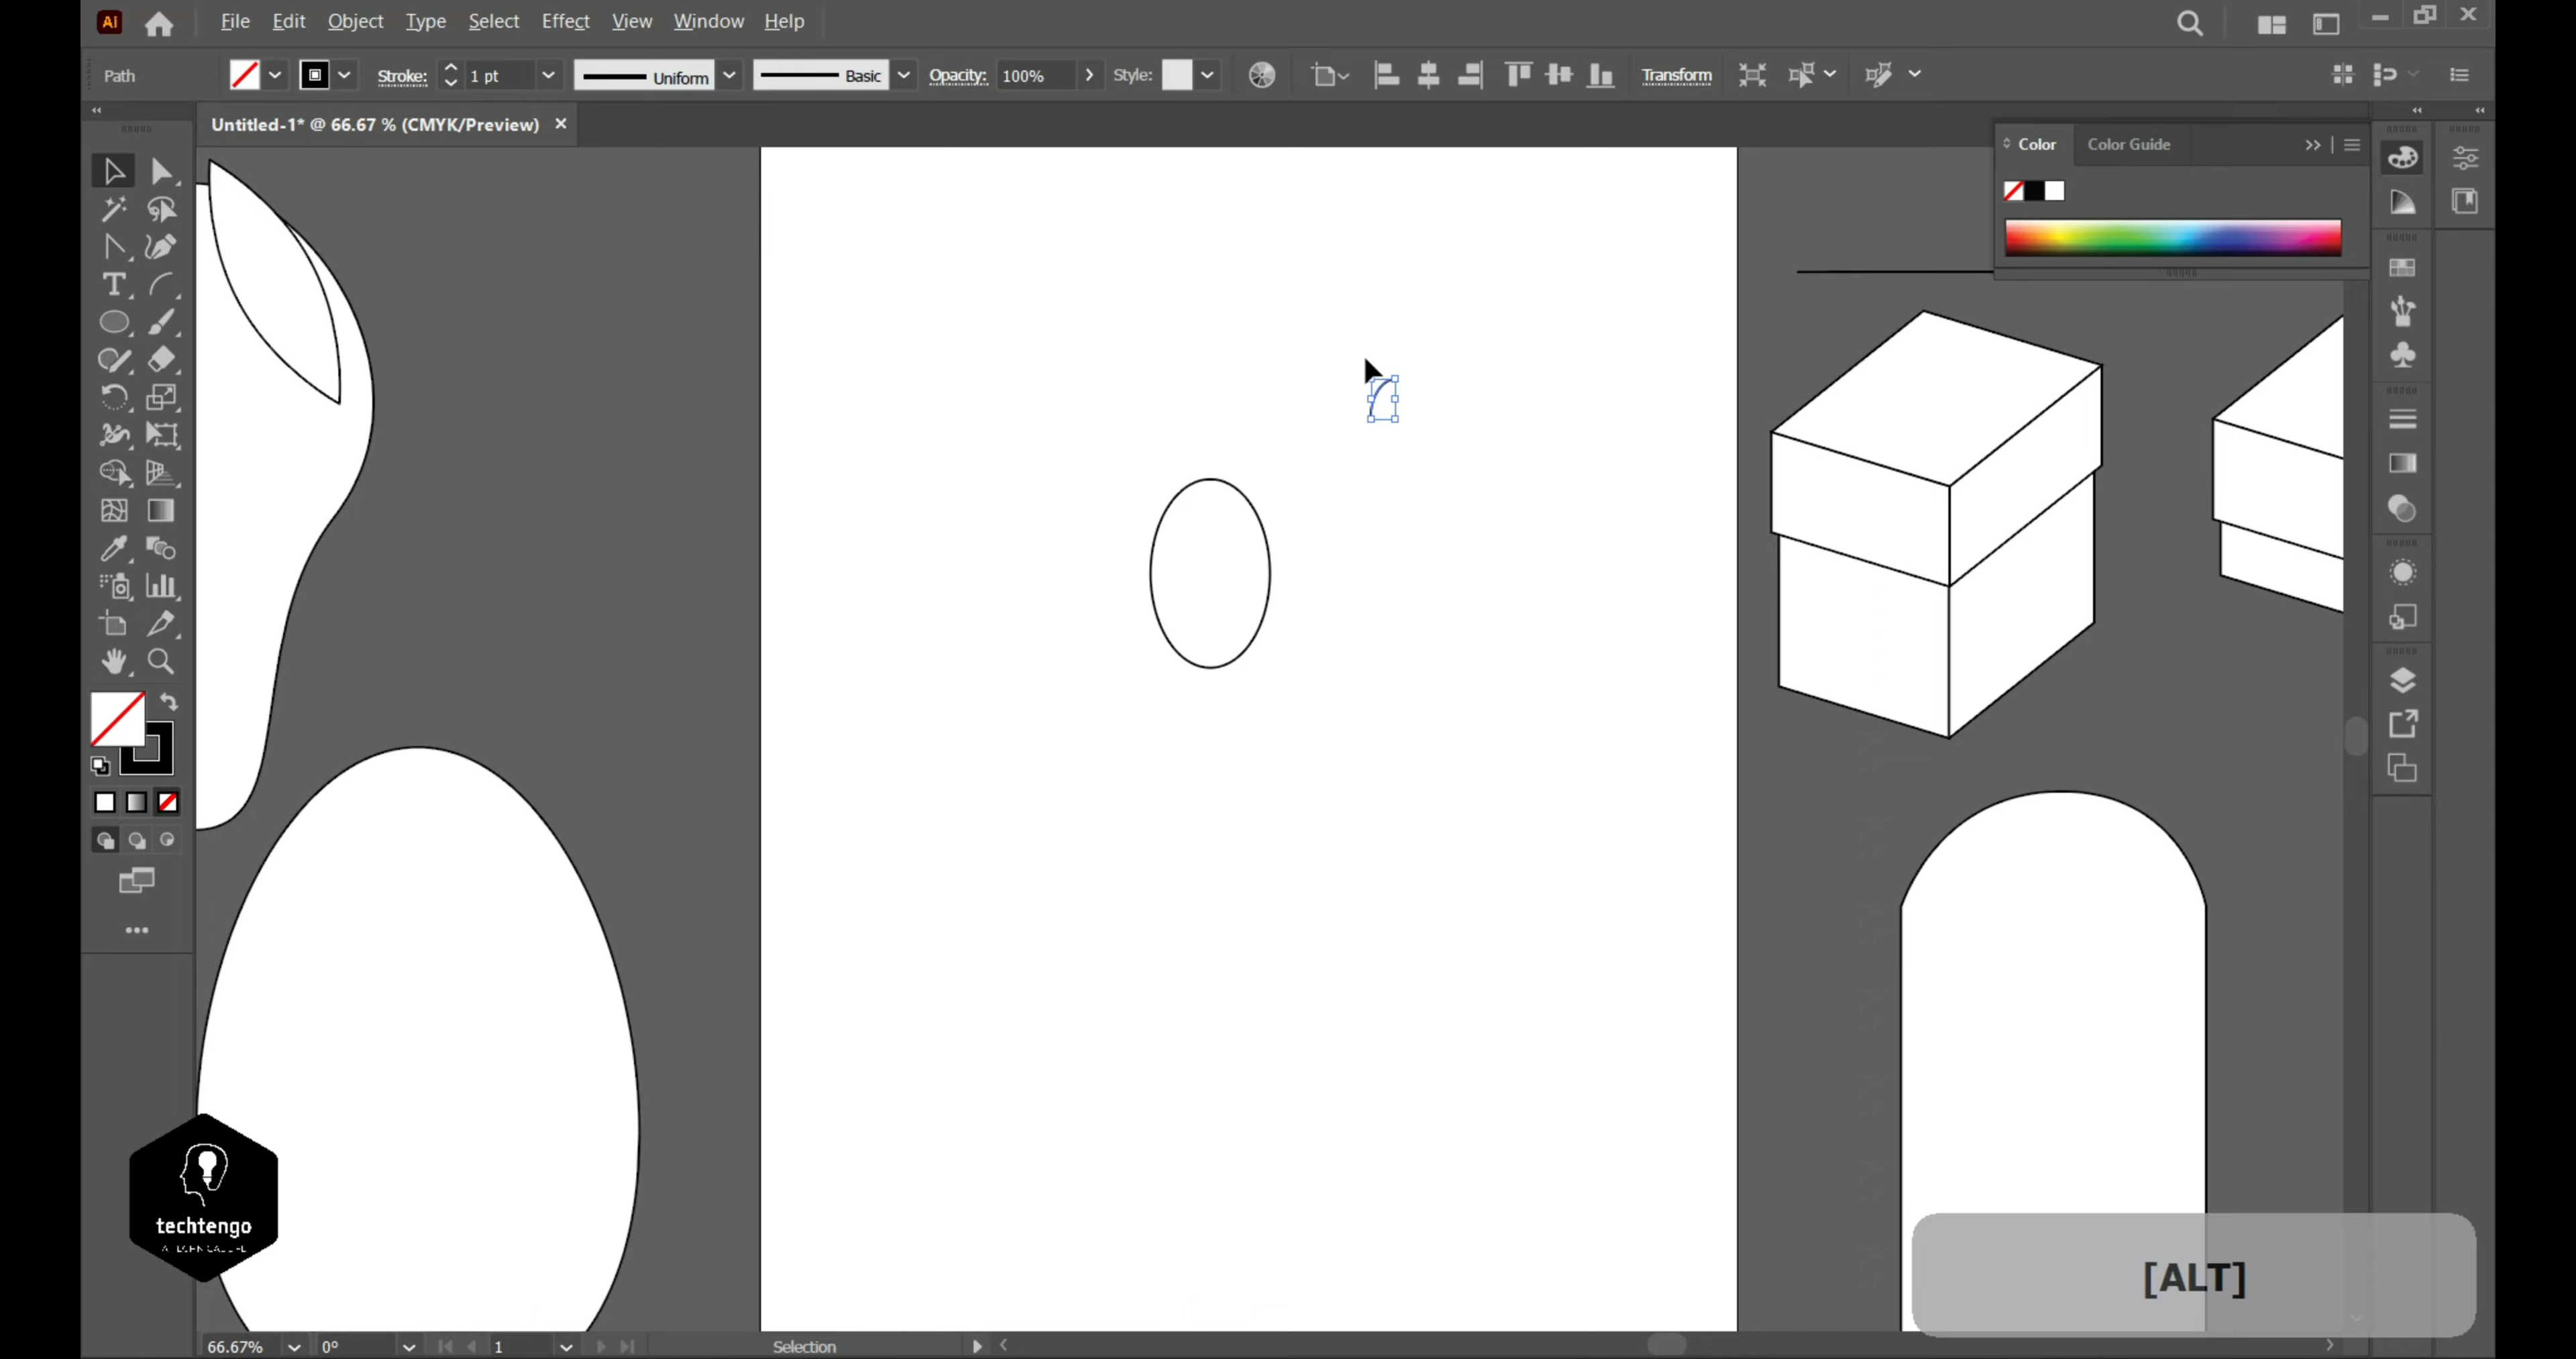 Ai File Edit Object Type Select Effect View Window Help
Path Stroke: 1 pt Uniform Basic Opacity: 100% Style: Transform
Untitled-1* @ 66.67 % (CMYK/Preview)
Color Color Guide
techtengo
[ALT]
66.67% 0° 1 Selection